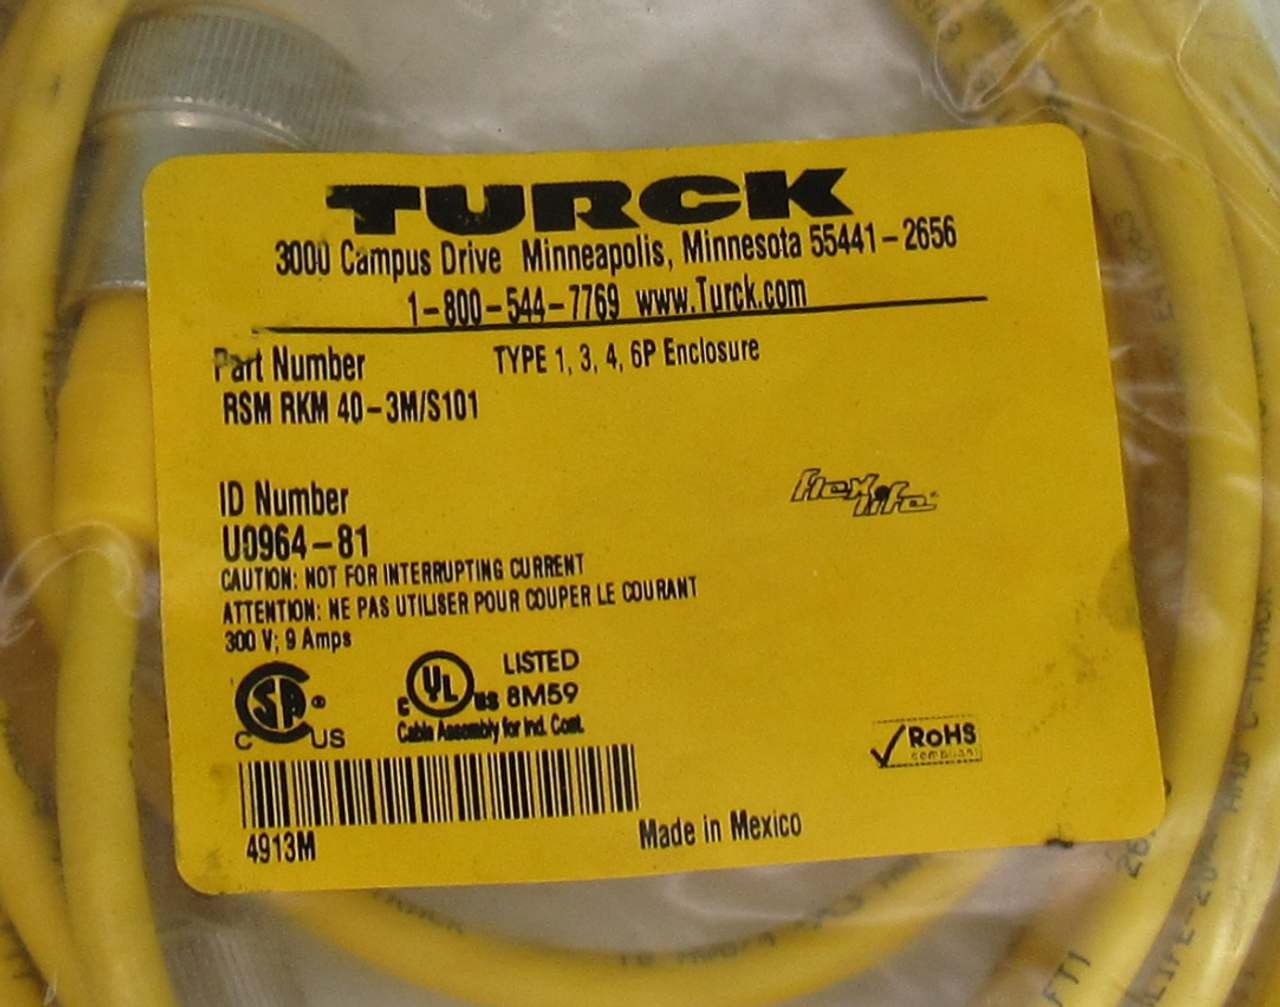 TURCK
3000 Campus Drive Minneapolis, Minnesota 55441-2656
1-800-544-7769 www.Turck.com
Part Number TYPE 1, 3, 4, 6P Enclosure
RSM RKM 40-3M/S101
flexlife®
ID Number
U0964-81
CAUTION: NOT FOR INTERRUPTING CURRENT
ATTENTION: NE PAS UTILISER POUR COUPER LE COURANT
300 V; 9 Amps
SA ®
C US
C UL US LISTED
8M59
Cable Assembly for Ind. Cont.
RoHS
compliant
4913M
Made in Mexico